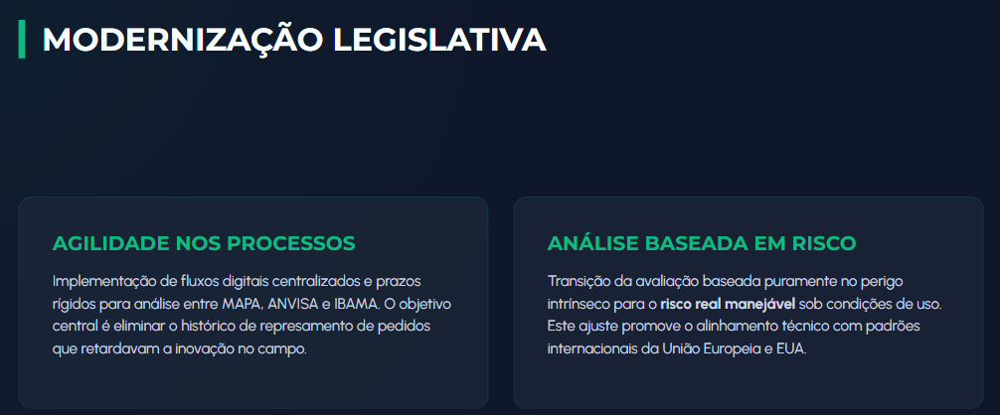 MODERNIZAÇÃO LEGISLATIVA
AGILIDADE NOS PROCESSOS
Implementação de fluxos digitais centralizados e prazos
rígidos para análise entre MAPA, ANVISA e IBAMA. O objetivo
central é eliminar o histórico de represamento de pedidos
que retardavam a inovação no campo.
ANÁLISE BASEADA EM RISCO
Transição da avaliação baseada puramente no perigo
intrínseco para o risco real manejável sob condições de uso.
Este ajuste promove o alinhamento técnico com padrões
internacionais da União Europeia e EUA.